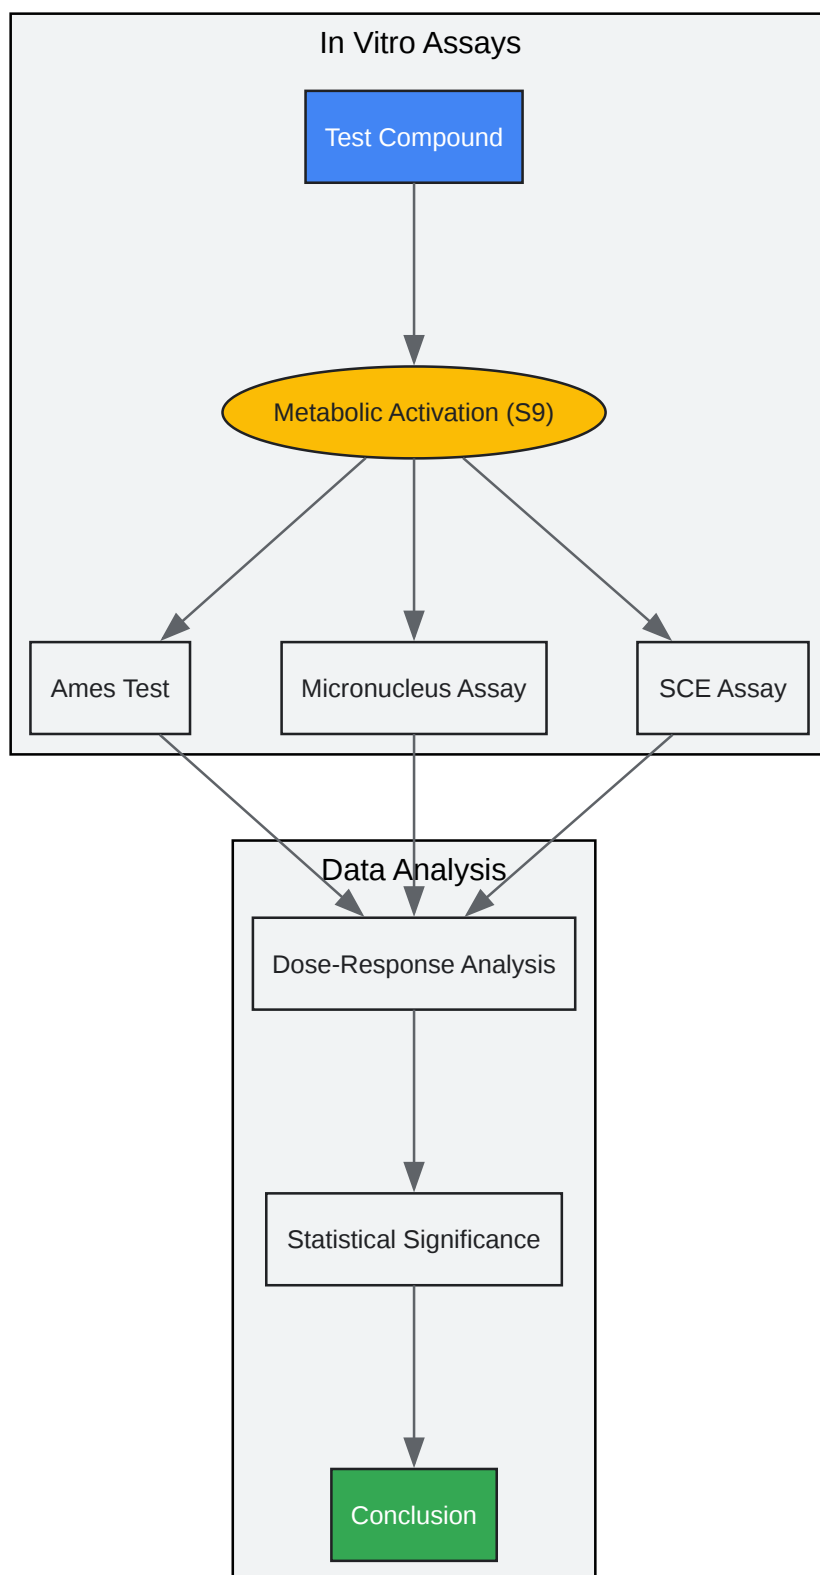 In Vitro Assays
Test Compound
Metabolic Activation (S9)
Ames Test
Micronucleus Assay
SCE Assay
Data Analysis
Dose-Response Analysis
Statistical Significance
Conclusion